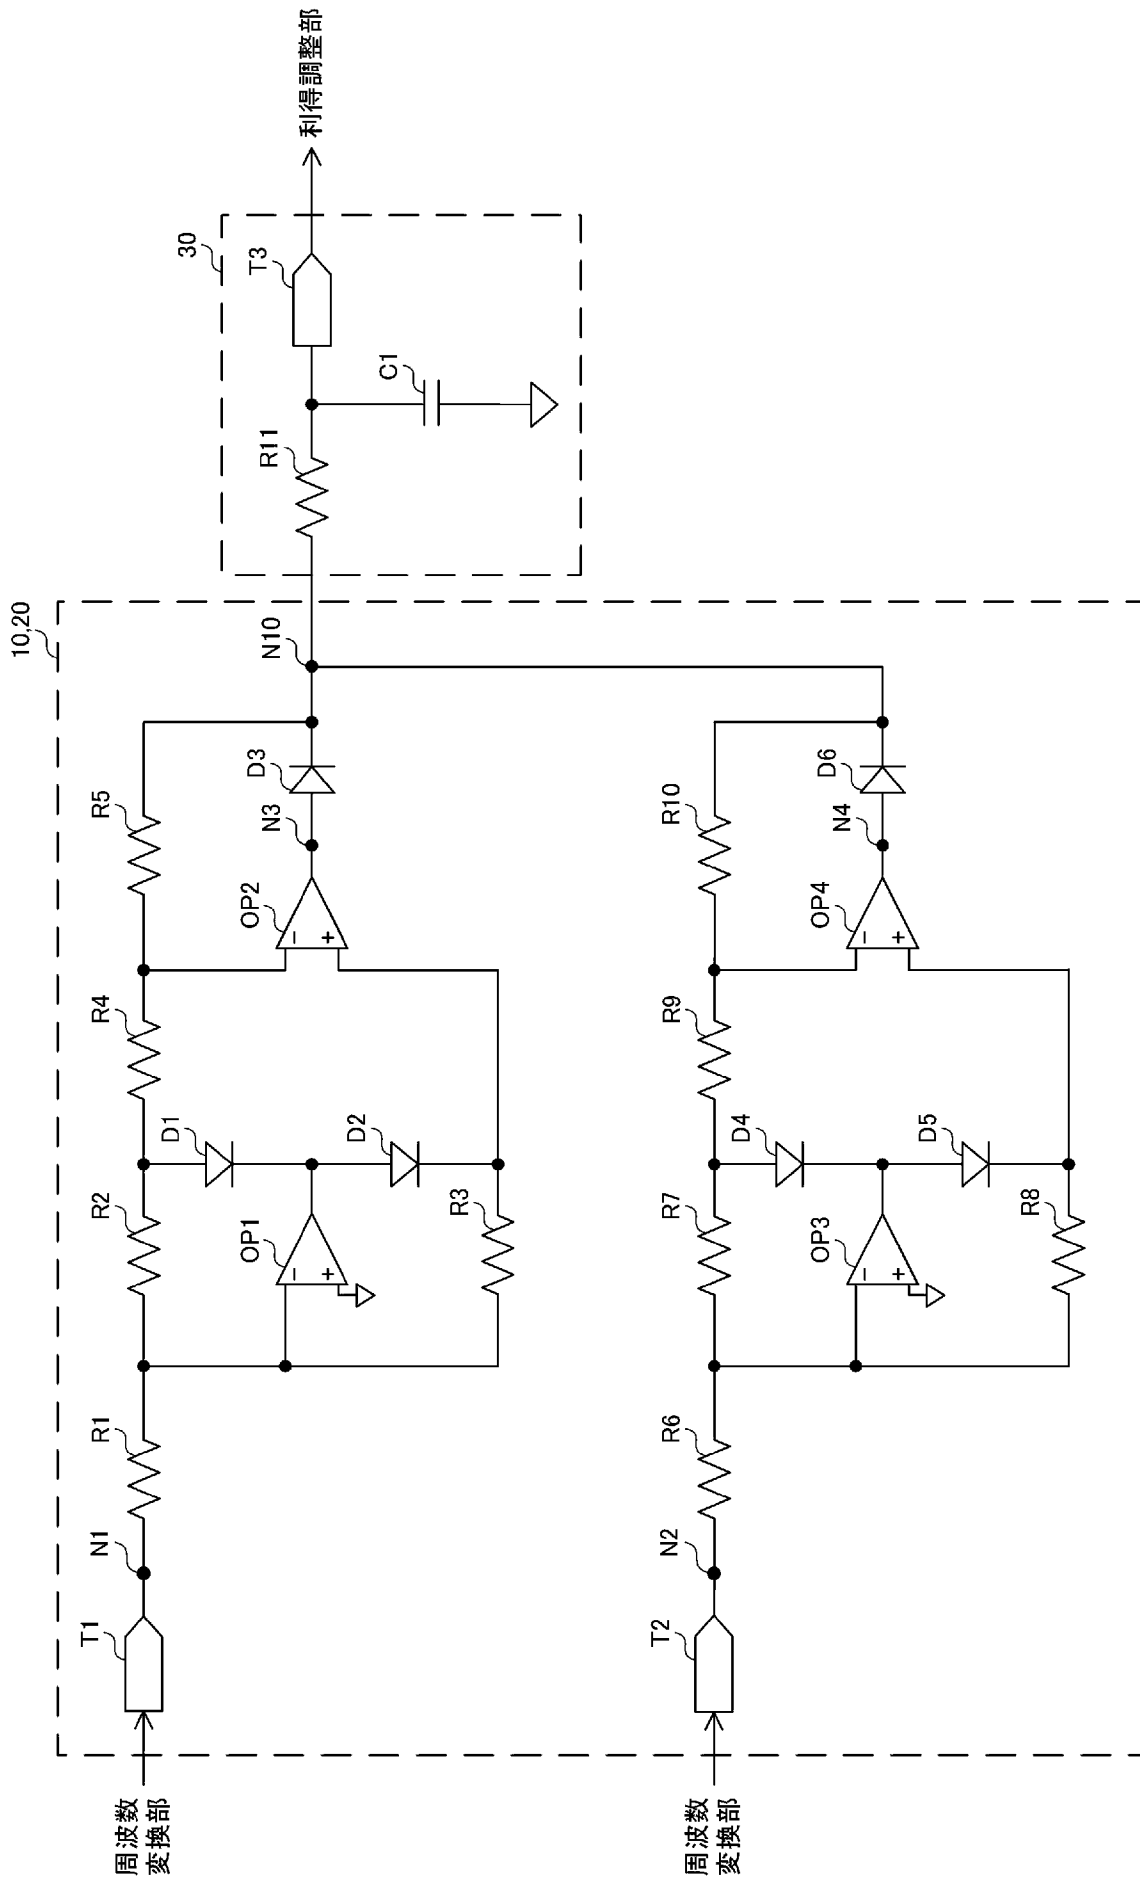 10,20
周波数
変換部
T1
N1
R1
R2
R3
OP1
−
+
D1
D2
R4
R5
OP2
−
+
N3
D3
N10
30
R11
C1
T3
利得調整部
周波数
変換部
T2
N2
R6
R7
R8
OP3
−
+
D4
D5
R9
R10
OP4
−
+
N4
D6